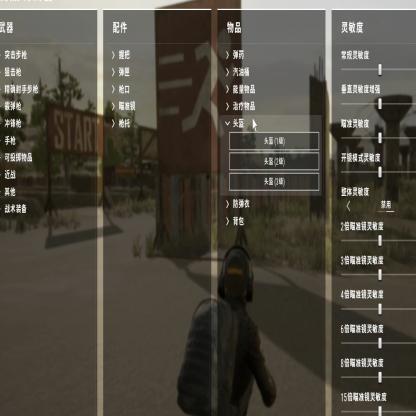 武器
突击步枪
狙击枪
精确射手步枪
霰弹枪
冲锋枪
手枪
可投掷物品
近战
其他
战术装备
配件
握把
弹匣
枪口
瞄准镜
枪托
物品
弹药
汽油桶
能量物品
治疗物品
头盔
头盔 (1级)
头盔 (2级)
头盔 (3级)
防弹衣
背包
灵敏度
常规灵敏度
垂直灵敏度增强
瞄准灵敏度
开镜模式灵敏度
整体灵敏度
禁用
2倍瞄准镜灵敏度
3倍瞄准镜灵敏度
4倍瞄准镜灵敏度
6倍瞄准镜灵敏度
8倍瞄准镜灵敏度
15倍瞄准镜灵敏度
START